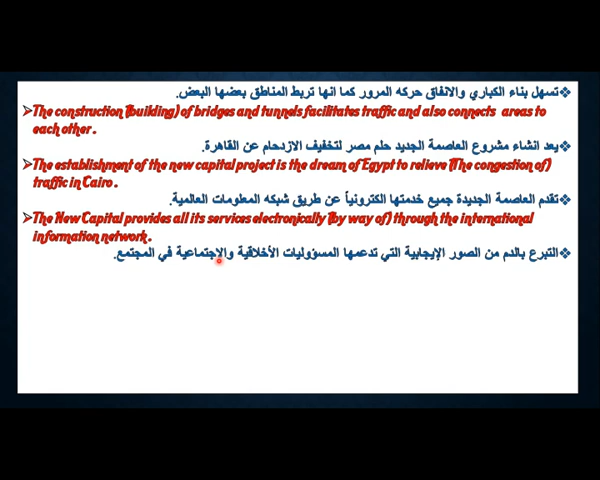 ❖تسهل بناء الكباري والانفاق حركه المرور كما انها تربط المناطق بعضها البعض.
➢The construction (building) of bridges and tunnels facilitates traffic and also connects areas to
each other .
❖يعد انشاء مشروع العاصمة الجديد حلم مصر لتخفيف الازدحام عن القاهرة.
➢The establishment of the new capital project is the dream of Egypt to relieve (The congestion of)
traffic in Cairo .
❖تقدم العاصمة الجديدة جميع خدمتها الكترونياً عن طريق شبكه المعلومات العالمية.
➢The New Capital provides all its services electronically (by way of) through the international
information network .
❖التبرع بالدم من الصور الإيجابية التي تدعمها المسؤوليات الأخلاقية والإجتماعية في المجتمع.